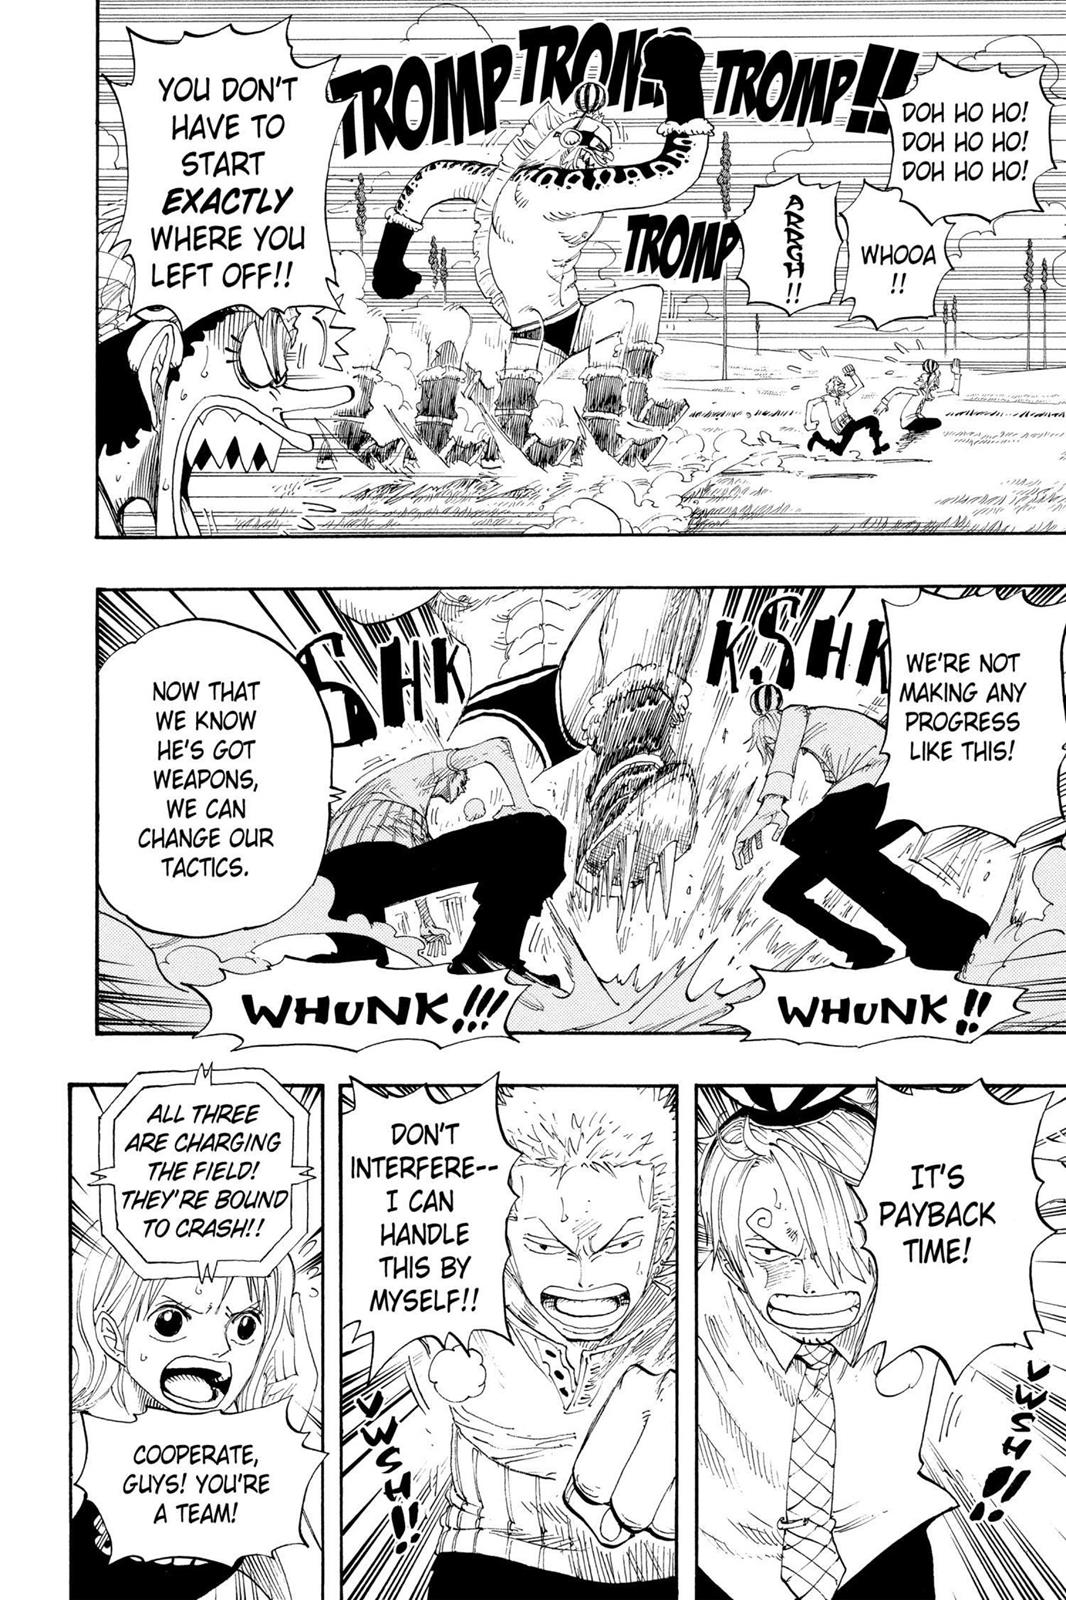 DOH HO HO!
DOH HO HO!
DOH HO HO!
WHOOA
!!
ARRRGH!!
TROMP TROMP TROMP!!
TROMP
YOU DON'T
HAVE TO
START
EXACTLY
WHERE YOU
LEFT OFF!!
WE'RE NOT
MAKING ANY
PROGRESS
LIKE THIS!
KSHK
SHK
NOW THAT
WE KNOW
HE'S GOT
WEAPONS,
WE CAN
CHANGE OUR
TACTICS.
WHUNK!!
WHUNK!!!
IT'S
PAYBACK
TIME!
VWSH!!
DON'T
INTERFERE--
I CAN
HANDLE
THIS BY
MYSELF!!
VWSH!!
ALL THREE
ARE CHARGING
THE FIELD!
THEY'RE BOUND
TO CRASH!!
COOPERATE,
GUYS! YOU'RE
A TEAM!